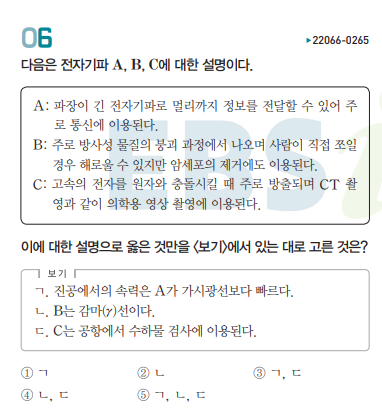 06
▶22066-0265
다음은 전자기파 A, B, C에 대한 설명이다.
A: 파장이 긴 전자기파로 멀리까지 정보를 전달할 수 있어 주
로 통신에 이용된다.
B: 주로 방사성 물질의 붕괴 과정에서 나오며 사람이 직접 쪼일
경우 해로울 수 있지만 암세포의 제거에도 이용된다.
C: 고속의 전자를 원자와 충돌시킬 때 주로 방출되며 CT 촬
영과 같이 의학용 영상 촬영에 이용된다.
이에 대한 설명으로 옳은 것만을 <보기>에서 있는 대로 고른 것은?
보기
ㄱ. 진공에서의 속력은 A가 가시광선보다 빠르다.
ㄴ. B는 감마(γ)선이다.
ㄷ. C는 공항에서 수하물 검사에 이용된다.
① ㄱ ② ㄴ ③ ㄱ, ㄷ
④ ㄴ, ㄷ ⑤ ㄱ, ㄴ, ㄷ
EBS